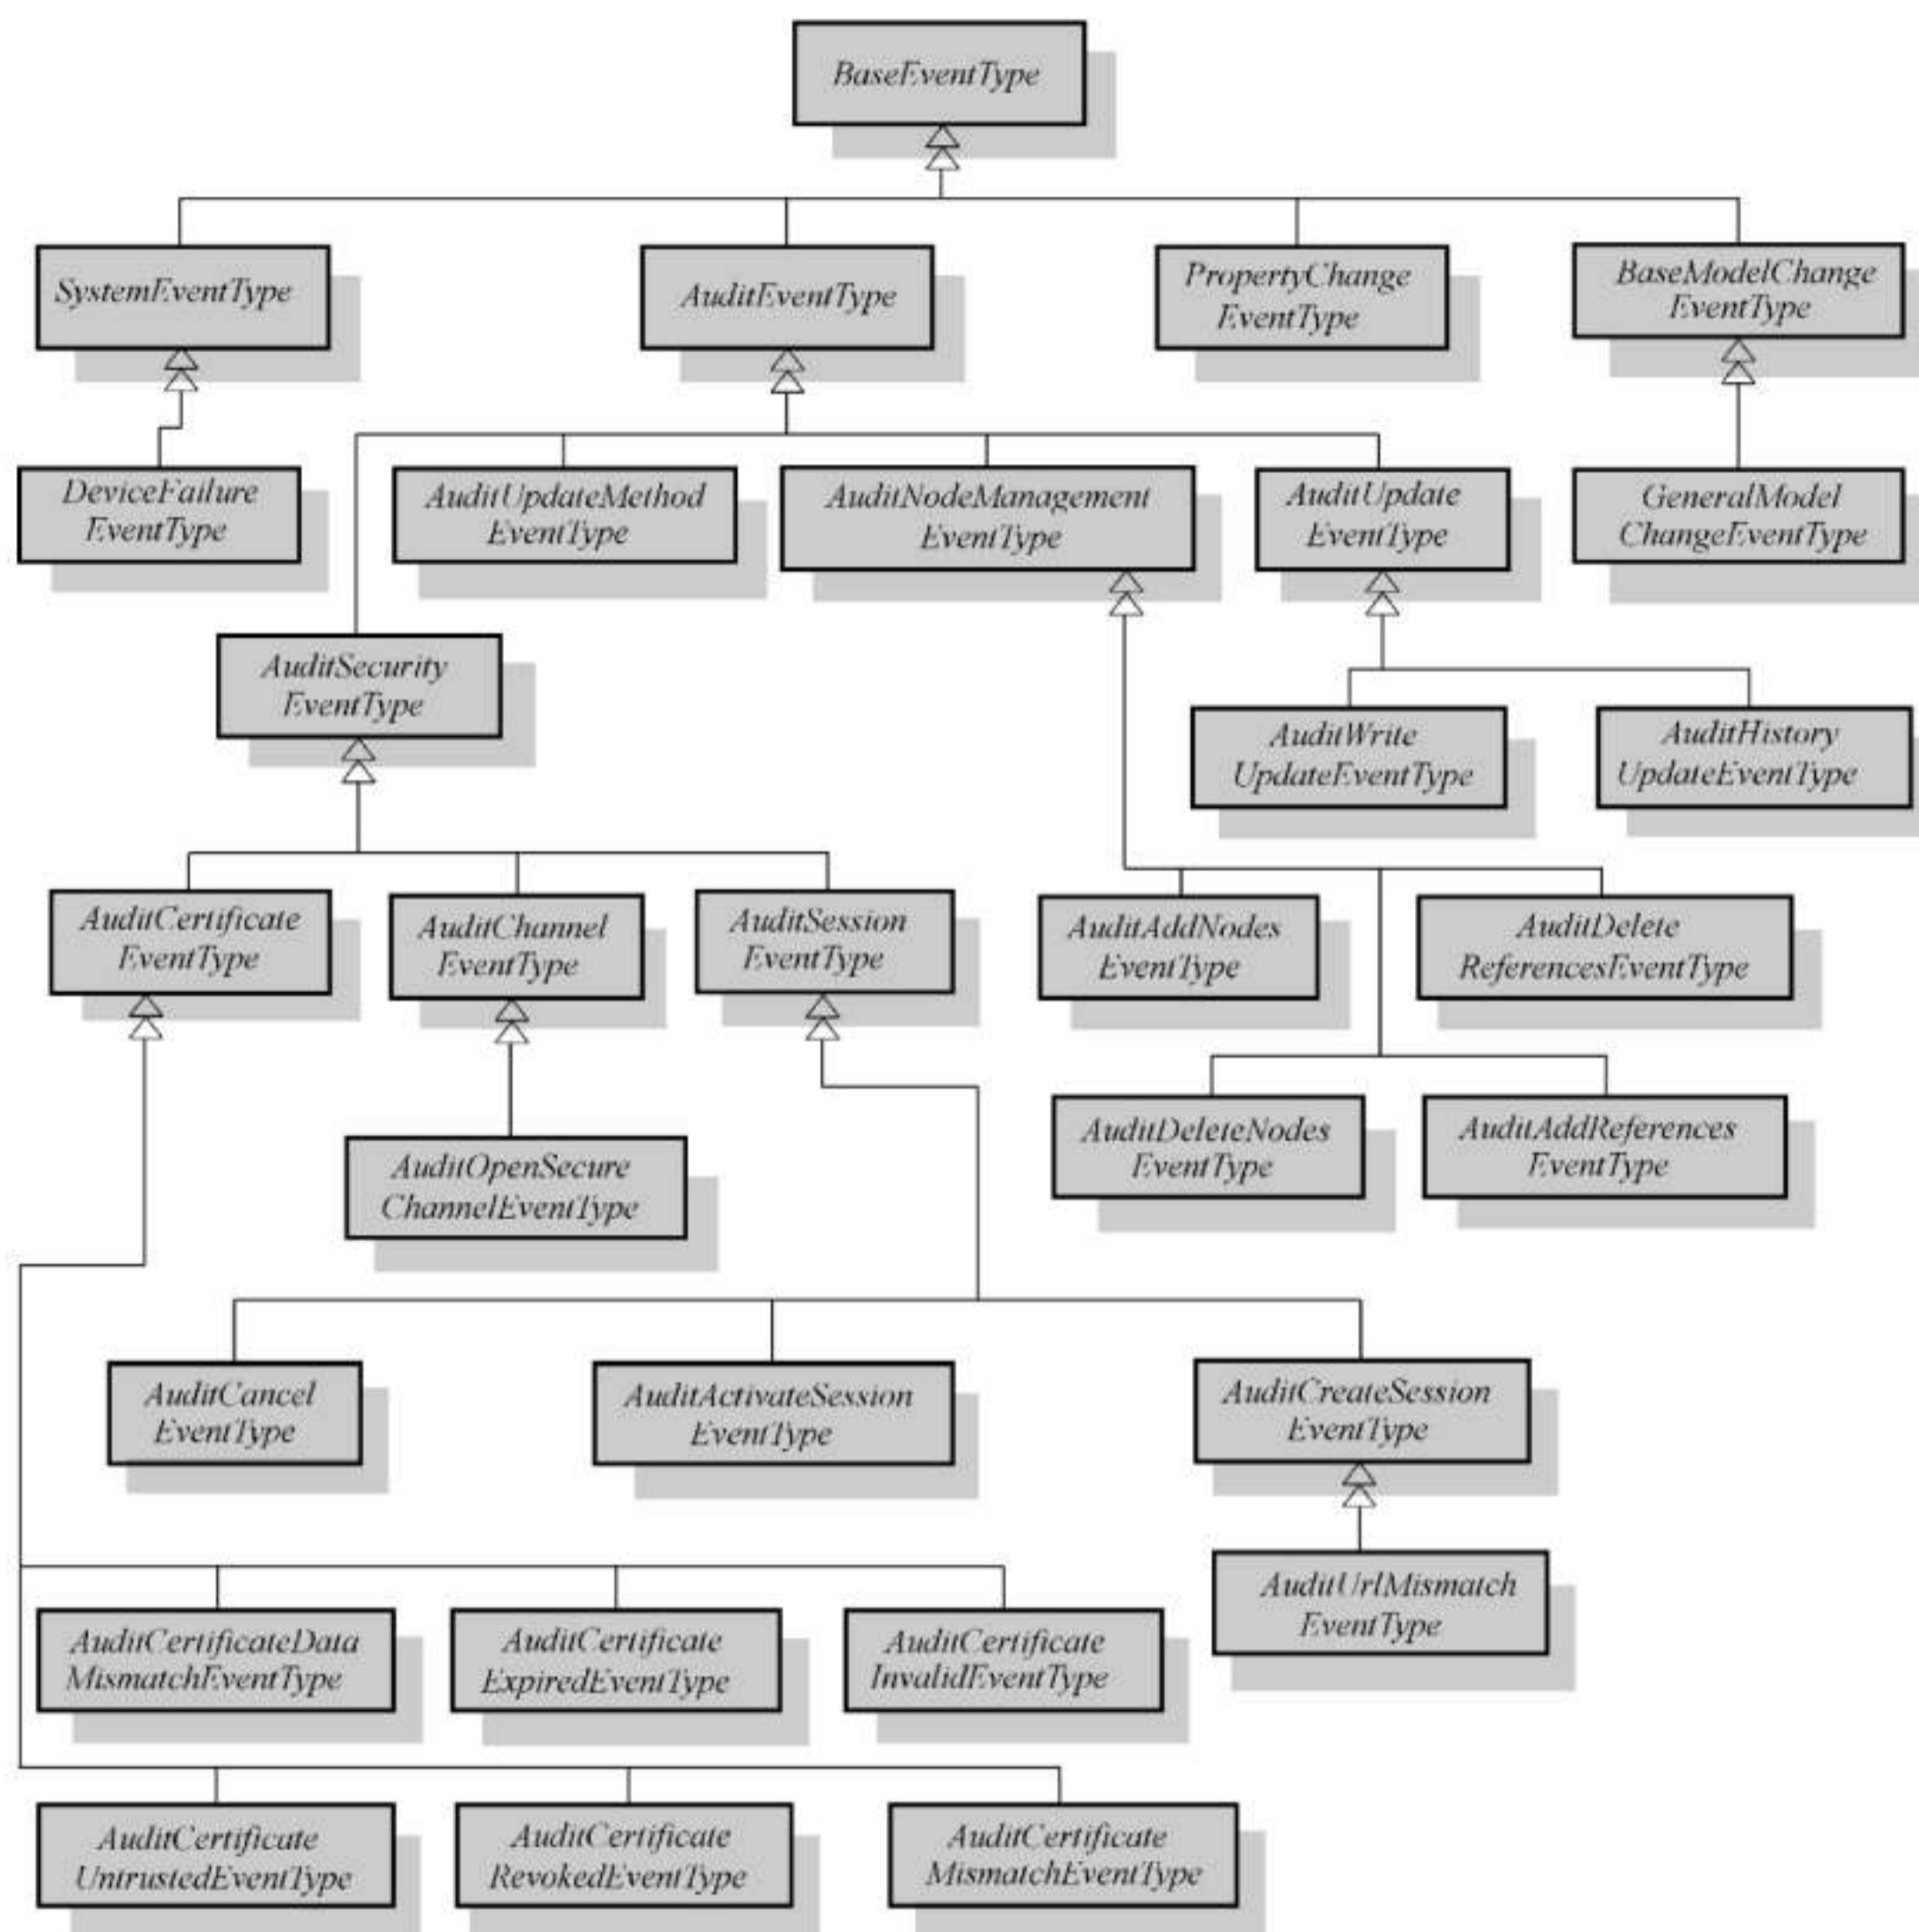 BaseEventType
SystemEventType
AuditEventType
PropertyChange
EventType
BaseModelChange
EventType
DeviceFailure
EventType
AuditUpdateMethod
EventType
AuditNodeManagement
EventType
AuditUpdate
EventType
GeneralModel
ChangeEventType
AuditSecurity
EventType
AuditWrite
UpdateEventType
AuditHistory
UpdateEventType
AuditCertificate
EventType
AuditChannel
EventType
AuditSession
EventType
AuditAddNodes
EventType
AuditDelete
ReferencesEventType
AuditDeleteNodes
EventType
AuditAddReferences
EventType
AuditOpenSecure
ChannelEventType
AuditCancel
EventType
AuditActivateSession
EventType
AuditCreateSession
EventType
AuditUrlMismatch
EventType
AuditCertificateData
MismatchEventType
AuditCertificate
ExpiredEventType
AuditCertificate
InvalidEventType
AuditCertificate
UntrustedEventType
AuditCertificate
RevokedEventType
AuditCertificate
MismatchEventType